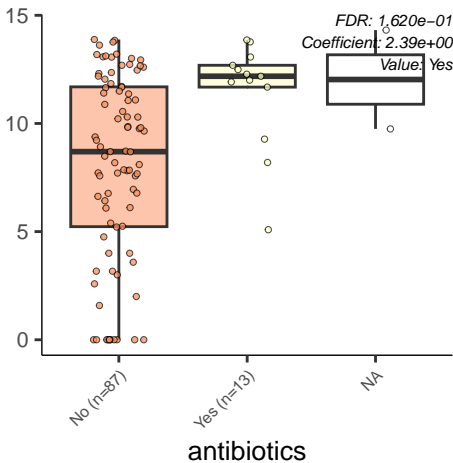 15
FDR: 1.620e−01
Coefficient: 2.39e+00
Value: Yes
10
5
0
No (n=87)
Yes (n=13)
NA
antibiotics